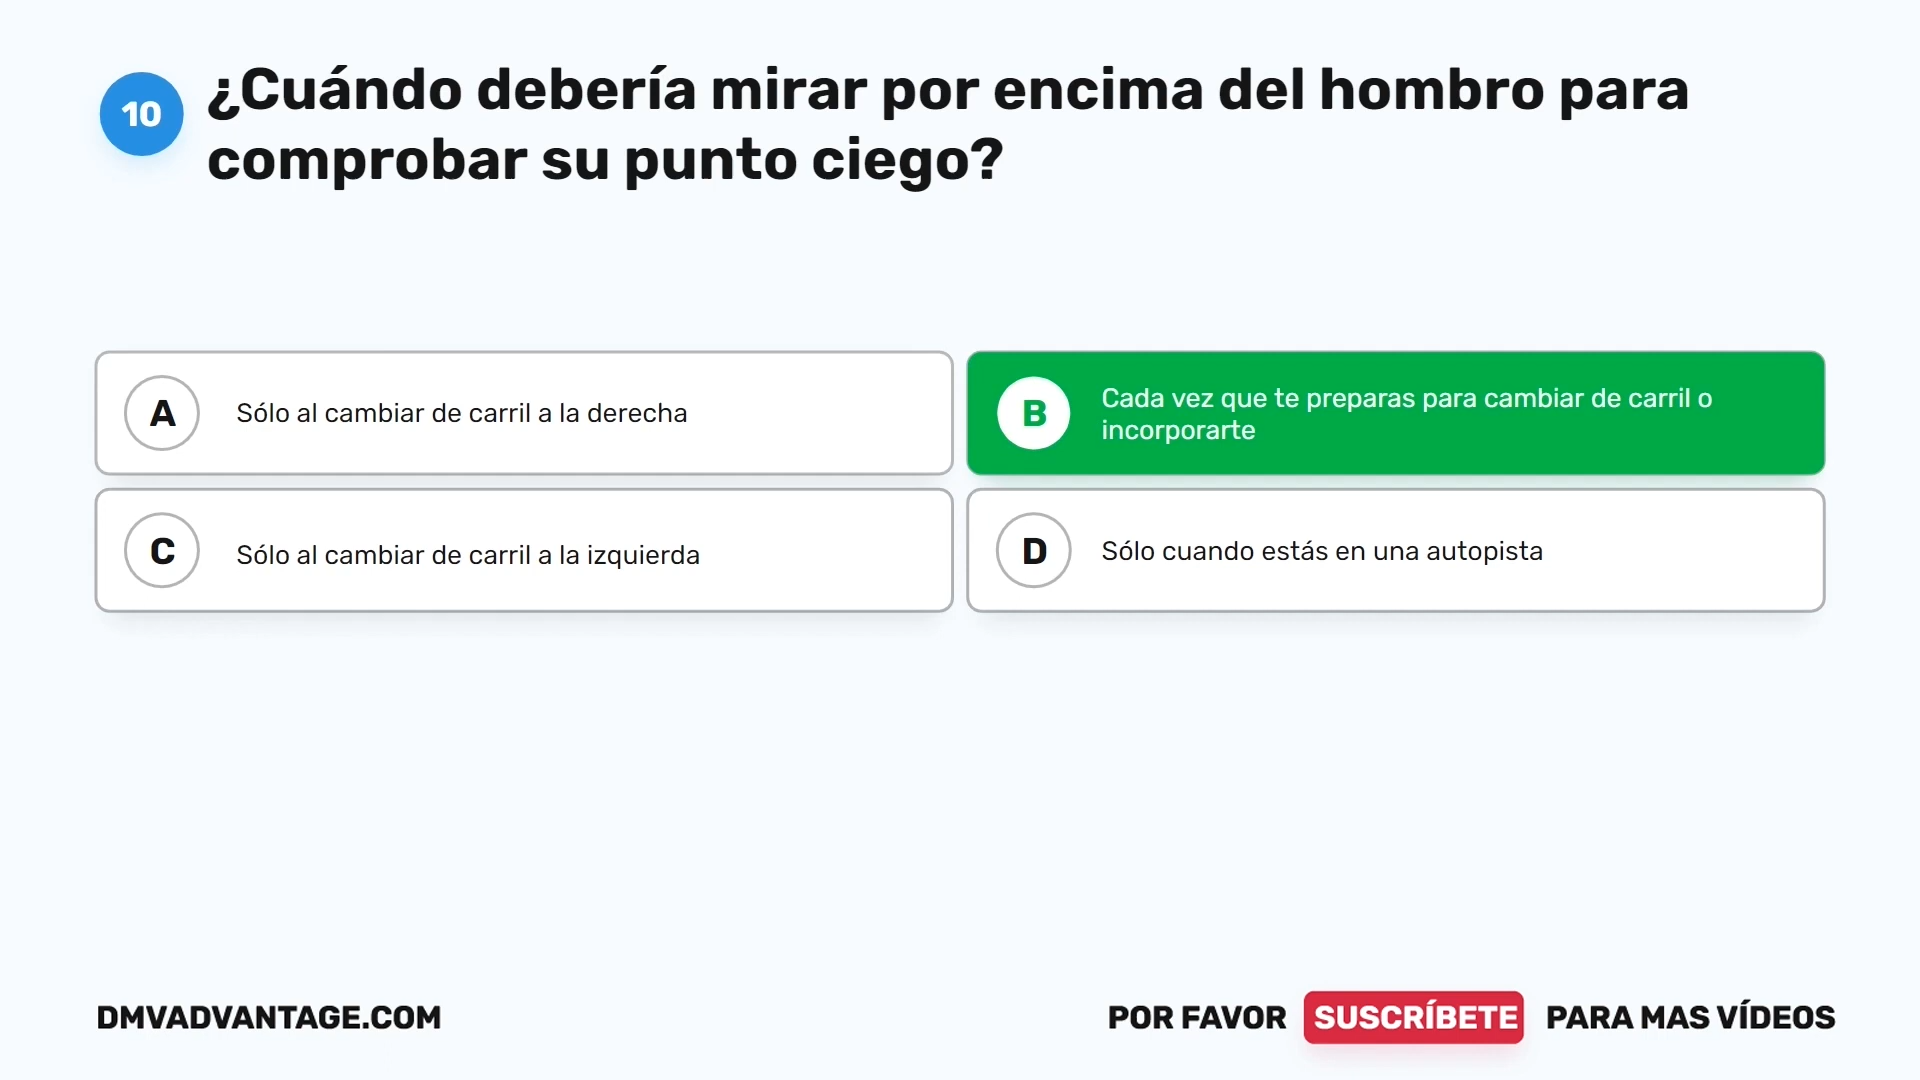 10
¿Cuándo debería mirar por encima del hombro para
comprobar su punto ciego?
A
Sólo al cambiar de carril a la derecha
B
Cada vez que te preparas para cambiar de carril o
incorporarte
C
Sólo al cambiar de carril a la izquierda
D
Sólo cuando estás en una autopista
DMVADVANTAGE.COM
POR FAVOR SUSCRÍBETE PARA MAS VÍDEOS